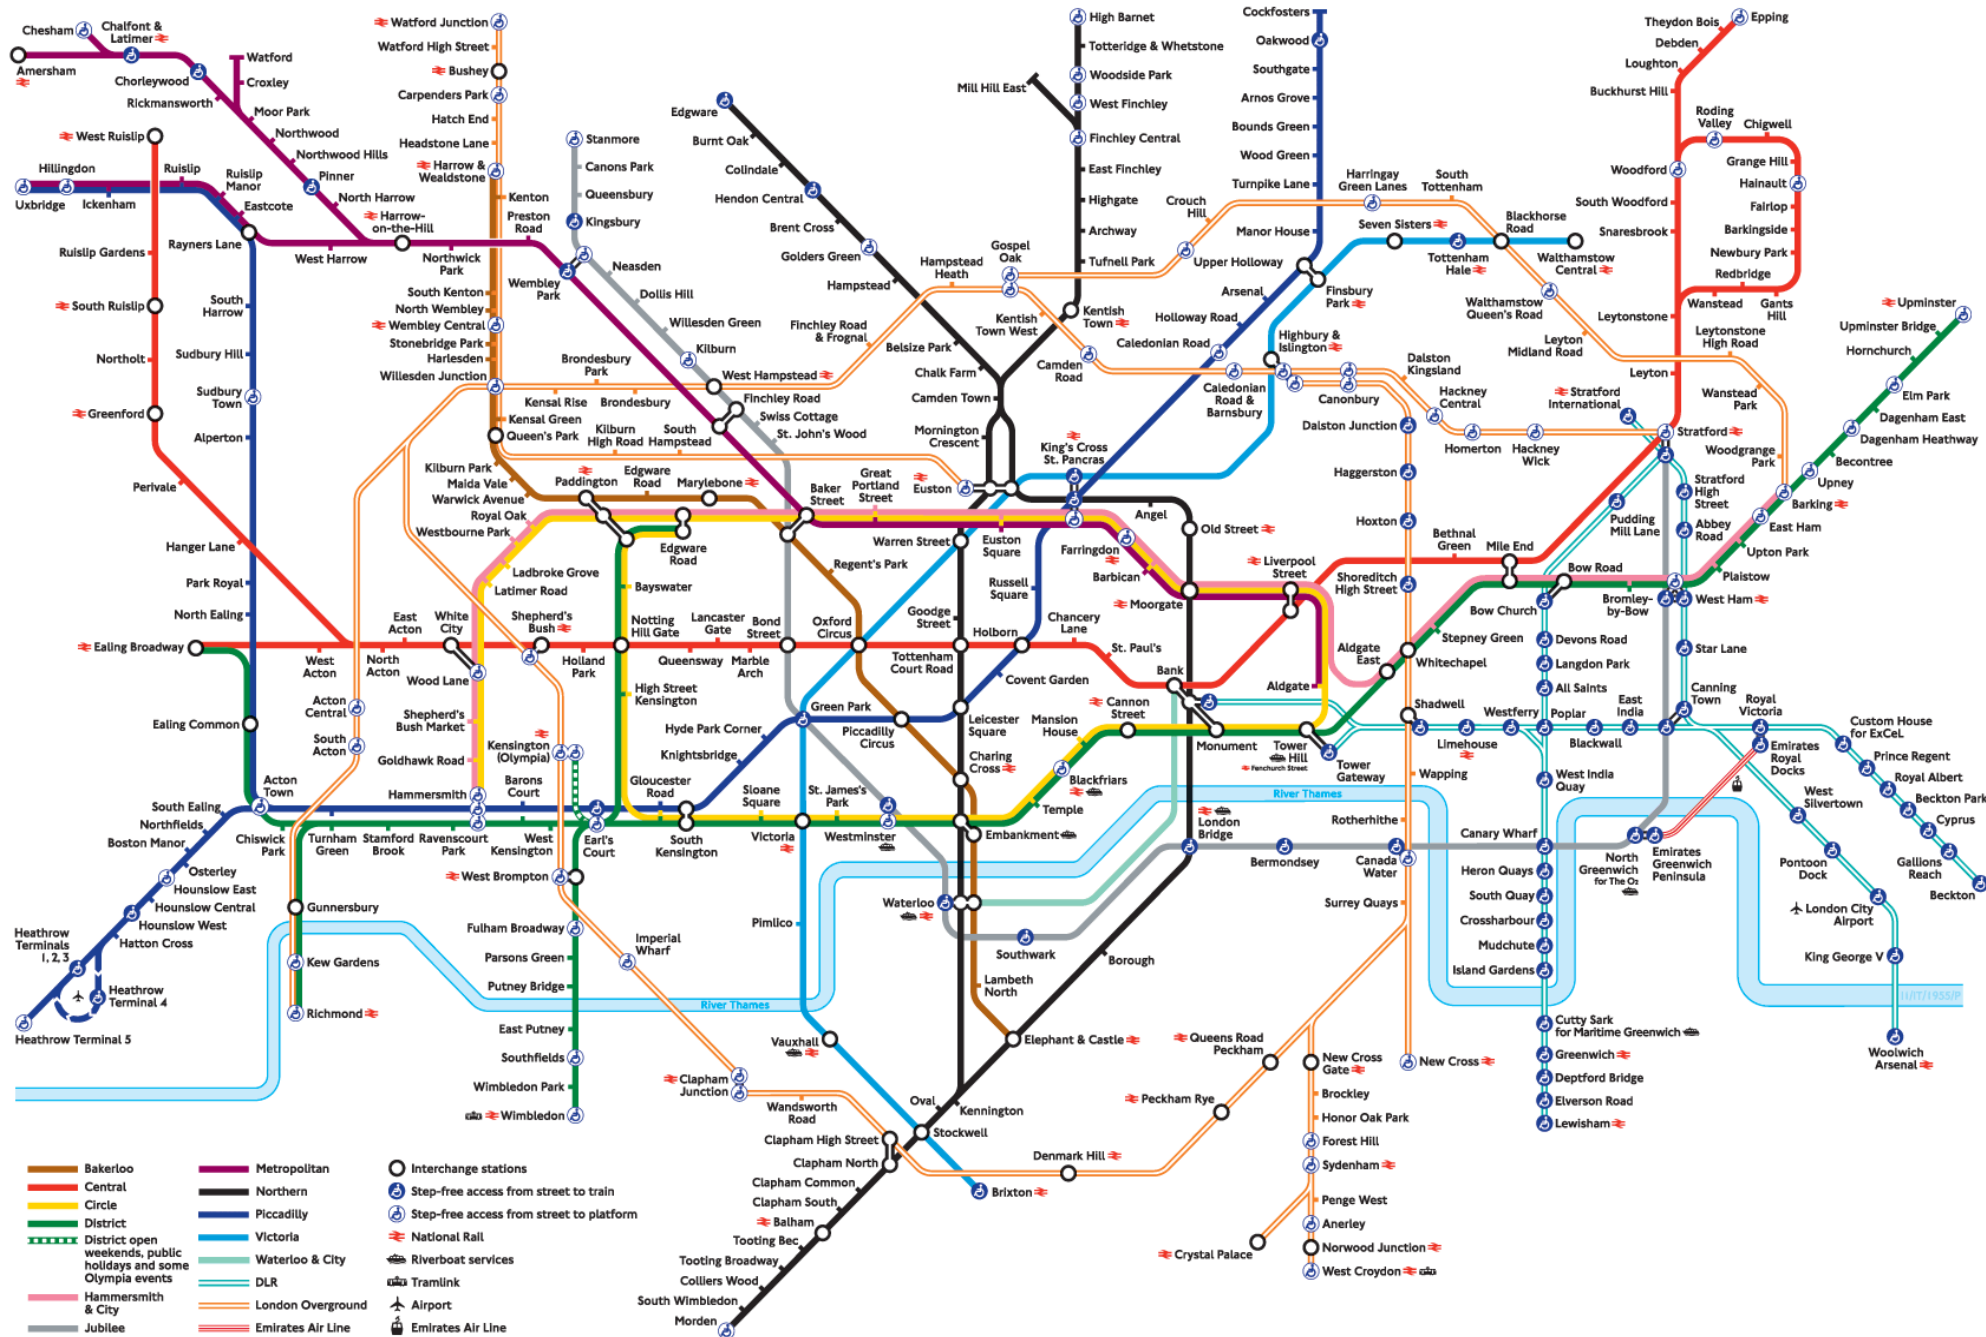 Chesham
Chalfont &
Latimer
Amersham
Chorleywood
Rickmansworth
Watford
Croxley
Moor Park
Northwood
Northwood Hills
Pinner
North Harrow
Harrow-
on-the-Hill
West Ruislip
Hillingdon
Ruislip
Ruislip
Manor
Eastcote
Uxbridge
Ickenham
Rayners Lane
West Harrow
Northwick
Park
Preston
Road
Ruislip Gardens
South Ruislip
Northolt
Greenford
Perivale
Hanger Lane
South
Harrow
Sudbury Hill
Sudbury
Town
Alperton
Park Royal
North Ealing
Ealing Broadway
Ealing Common
West
Acton
North
Acton
East
Acton
White
City
Wood Lane
Shepherd's
Bush
Shepherd's
Bush Market
Goldhawk Road
Hammersmith
Acton
Central
South
Acton
Acton
Town
South Ealing
Northfields
Boston Manor
Osterley
Hounslow East
Hounslow Central
Hounslow West
Hatton Cross
Heathrow
Terminals
1, 2, 3
Heathrow
Terminal 4
Heathrow Terminal 5
Chiswick
Park
Turnham
Green
Stamford
Brook
Ravenscourt
Park
West
Kensington
Barons
Court
Earl's
Court
Gloucester
Road
South
Kensington
Gunnersbury
Kew Gardens
Richmond
Watford Junction
Watford High Street
Bushey
Carpenders Park
Hatch End
Headstone Lane
Harrow &
Wealdstone
Kenton
South Kenton
North Wembley
Wembley Central
Stonebridge Park
Harlesden
Willesden Junction
Kensal Green
Queen's Park
Kilburn Park
Maida Vale
Warwick Avenue
Royal Oak
Westbourne Park
Ladbroke Grove
Latimer Road
Stanmore
Canons Park
Queensbury
Kingsbury
Wembley
Park
Neasden
Dollis Hill
Willesden Green
Kilburn
West Hampstead
Finchley Road
Swiss Cottage
St. John's Wood
Brondesbury
Park
Kensal Rise
Brondesbury
Kilburn
High Road
South
Hampstead
Finchley Road
& Frognal
Hampstead
Heath
Gospel
Oak
Edgware
Burnt Oak
Colindale
Hendon Central
Brent Cross
Golders Green
Hampstead
Belsize Park
Chalk Farm
Camden Town
Mornington
Crescent
Euston
High Barnet
Totteridge & Whetstone
Woodside Park
West Finchley
Mill Hill East
Finchley Central
East Finchley
Highgate
Archway
Tufnell Park
Kentish
Town
Kentish
Town West
Camden
Road
Cockfosters
Oakwood
Southgate
Arnos Grove
Bounds Green
Wood Green
Turnpike Lane
Manor House
Finsbury
Park
Arsenal
Holloway Road
Caledonian Road
Crouch
Hill
Upper Holloway
Harringay
Green Lanes
South
Tottenham
Seven Sisters
Tottenham
Hale
Blackhorse
Road
Walthamstow
Central
Walthamstow
Queen's Road
Leyton
Midland Road
Leytonstone
High Road
Wanstead
Park
Woodgrange
Park
Highbury &
Islington
Caledonian
Road &
Barnsbury
Canonbury
Dalston
Kingsland
Hackney
Central
Homerton
Hackney
Wick
Dalston Junction
Haggerston
Hoxton
Shoreditch
High Street
Epping
Theydon Bois
Debden
Loughton
Buckhurst Hill
Roding
Valley
Chigwell
Grange Hill
Hainault
Fairlop
Barkingside
Newbury Park
Redbridge
Wanstead
Gants
Hill
Woodford
South Woodford
Snaresbrook
Leytonstone
Leyton
Stratford
International
Stratford
Stratford
High
Street
Abbey
Road
Pudding
Mill Lane
Upminster
Upminster Bridge
Hornchurch
Elm Park
Dagenham East
Dagenham Heathway
Becontree
Upney
Barking
East Ham
Upton Park
Plaistow
West Ham
Bromley-
by-Bow
Bow Road
Bow Church
Mile End
Bethnal
Green
Stepney Green
Whitechapel
Aldgate
East
Aldgate
Paddington
Edgware
Road
Marylebone
Baker
Street
Great
Portland
Street
Edgware
Road
Bayswater
Notting
Hill Gate
High Street
Kensington
Holland
Park
Queensway
Lancaster
Gate
Marble
Arch
Bond
Street
Oxford
Circus
Regent's Park
Warren Street
Euston
Square
King's Cross
St. Pancras
Angel
Old Street
Farringdon
Barbican
Moorgate
Liverpool
Street
Russell
Square
Goodge
Street
Tottenham
Court Road
Holborn
Chancery
Lane
St. Paul's
Bank
Covent Garden
Leicester
Square
Piccadilly
Circus
Green Park
Hyde Park Corner
Knightsbridge
Charing
Cross
Embankment
Temple
Blackfriars
Mansion
House
Cannon
Street
Monument
Tower
Hill
Fenchurch Street
Tower
Gateway
Sloane
Square
Victoria
St. James's
Park
Westminster
Waterloo
Southwark
London
Bridge
Bermondsey
Canada
Water
Borough
Lambeth
North
Elephant & Castle
Pimlico
Vauxhall
Oval
Kennington
Stockwell
Brixton
Clapham High Street
Clapham North
Clapham Common
Clapham South
Balham
Tooting Bec
Tooting Broadway
Colliers Wood
South Wimbledon
Morden
Kensington
(Olympia)
West Brompton
Fulham Broadway
Parsons Green
Putney Bridge
East Putney
Southfields
Wimbledon Park
Wimbledon
Imperial
Wharf
Clapham
Junction
Wandsworth
Road
Denmark Hill
Peckham Rye
Queens Road
Peckham
Shadwell
Wapping
Rotherhithe
Surrey Quays
New Cross
New Cross
Gate
Brockley
Honor Oak Park
Forest Hill
Sydenham
Penge West
Anerley
Norwood Junction
West Croydon
Crystal Palace
Limehouse
Westferry
Poplar
Blackwall
East
India
Canning
Town
Star Lane
Devons Road
Langdon Park
All Saints
West India
Quay
Canary Wharf
Heron Quays
South Quay
Crossharbour
Mudchute
Island Gardens
Cutty Sark
for Maritime Greenwich
Greenwich
Deptford Bridge
Elverson Road
Lewisham
North
Greenwich
for The O2
Emirates
Greenwich
Peninsula
Royal
Victoria
Emirates
Royal
Docks
Custom House
for ExCeL
Prince Regent
Royal Albert
Beckton Park
Cyprus
Gallions
Reach
Beckton
West
Silvertown
Pontoon
Dock
London City
Airport
King George V
Woolwich
Arsenal
River Thames
River Thames
Bakerloo
Central
Circle
District
District open
weekends, public
holidays and some
Olympia events
Hammersmith
& City
Jubilee
Metropolitan
Northern
Piccadilly
Victoria
Waterloo & City
DLR
London Overground
Emirates Air Line
Interchange stations
Step-free access from street to train
Step-free access from street to platform
National Rail
Riverboat services
Tramlink
Airport
Emirates Air Line